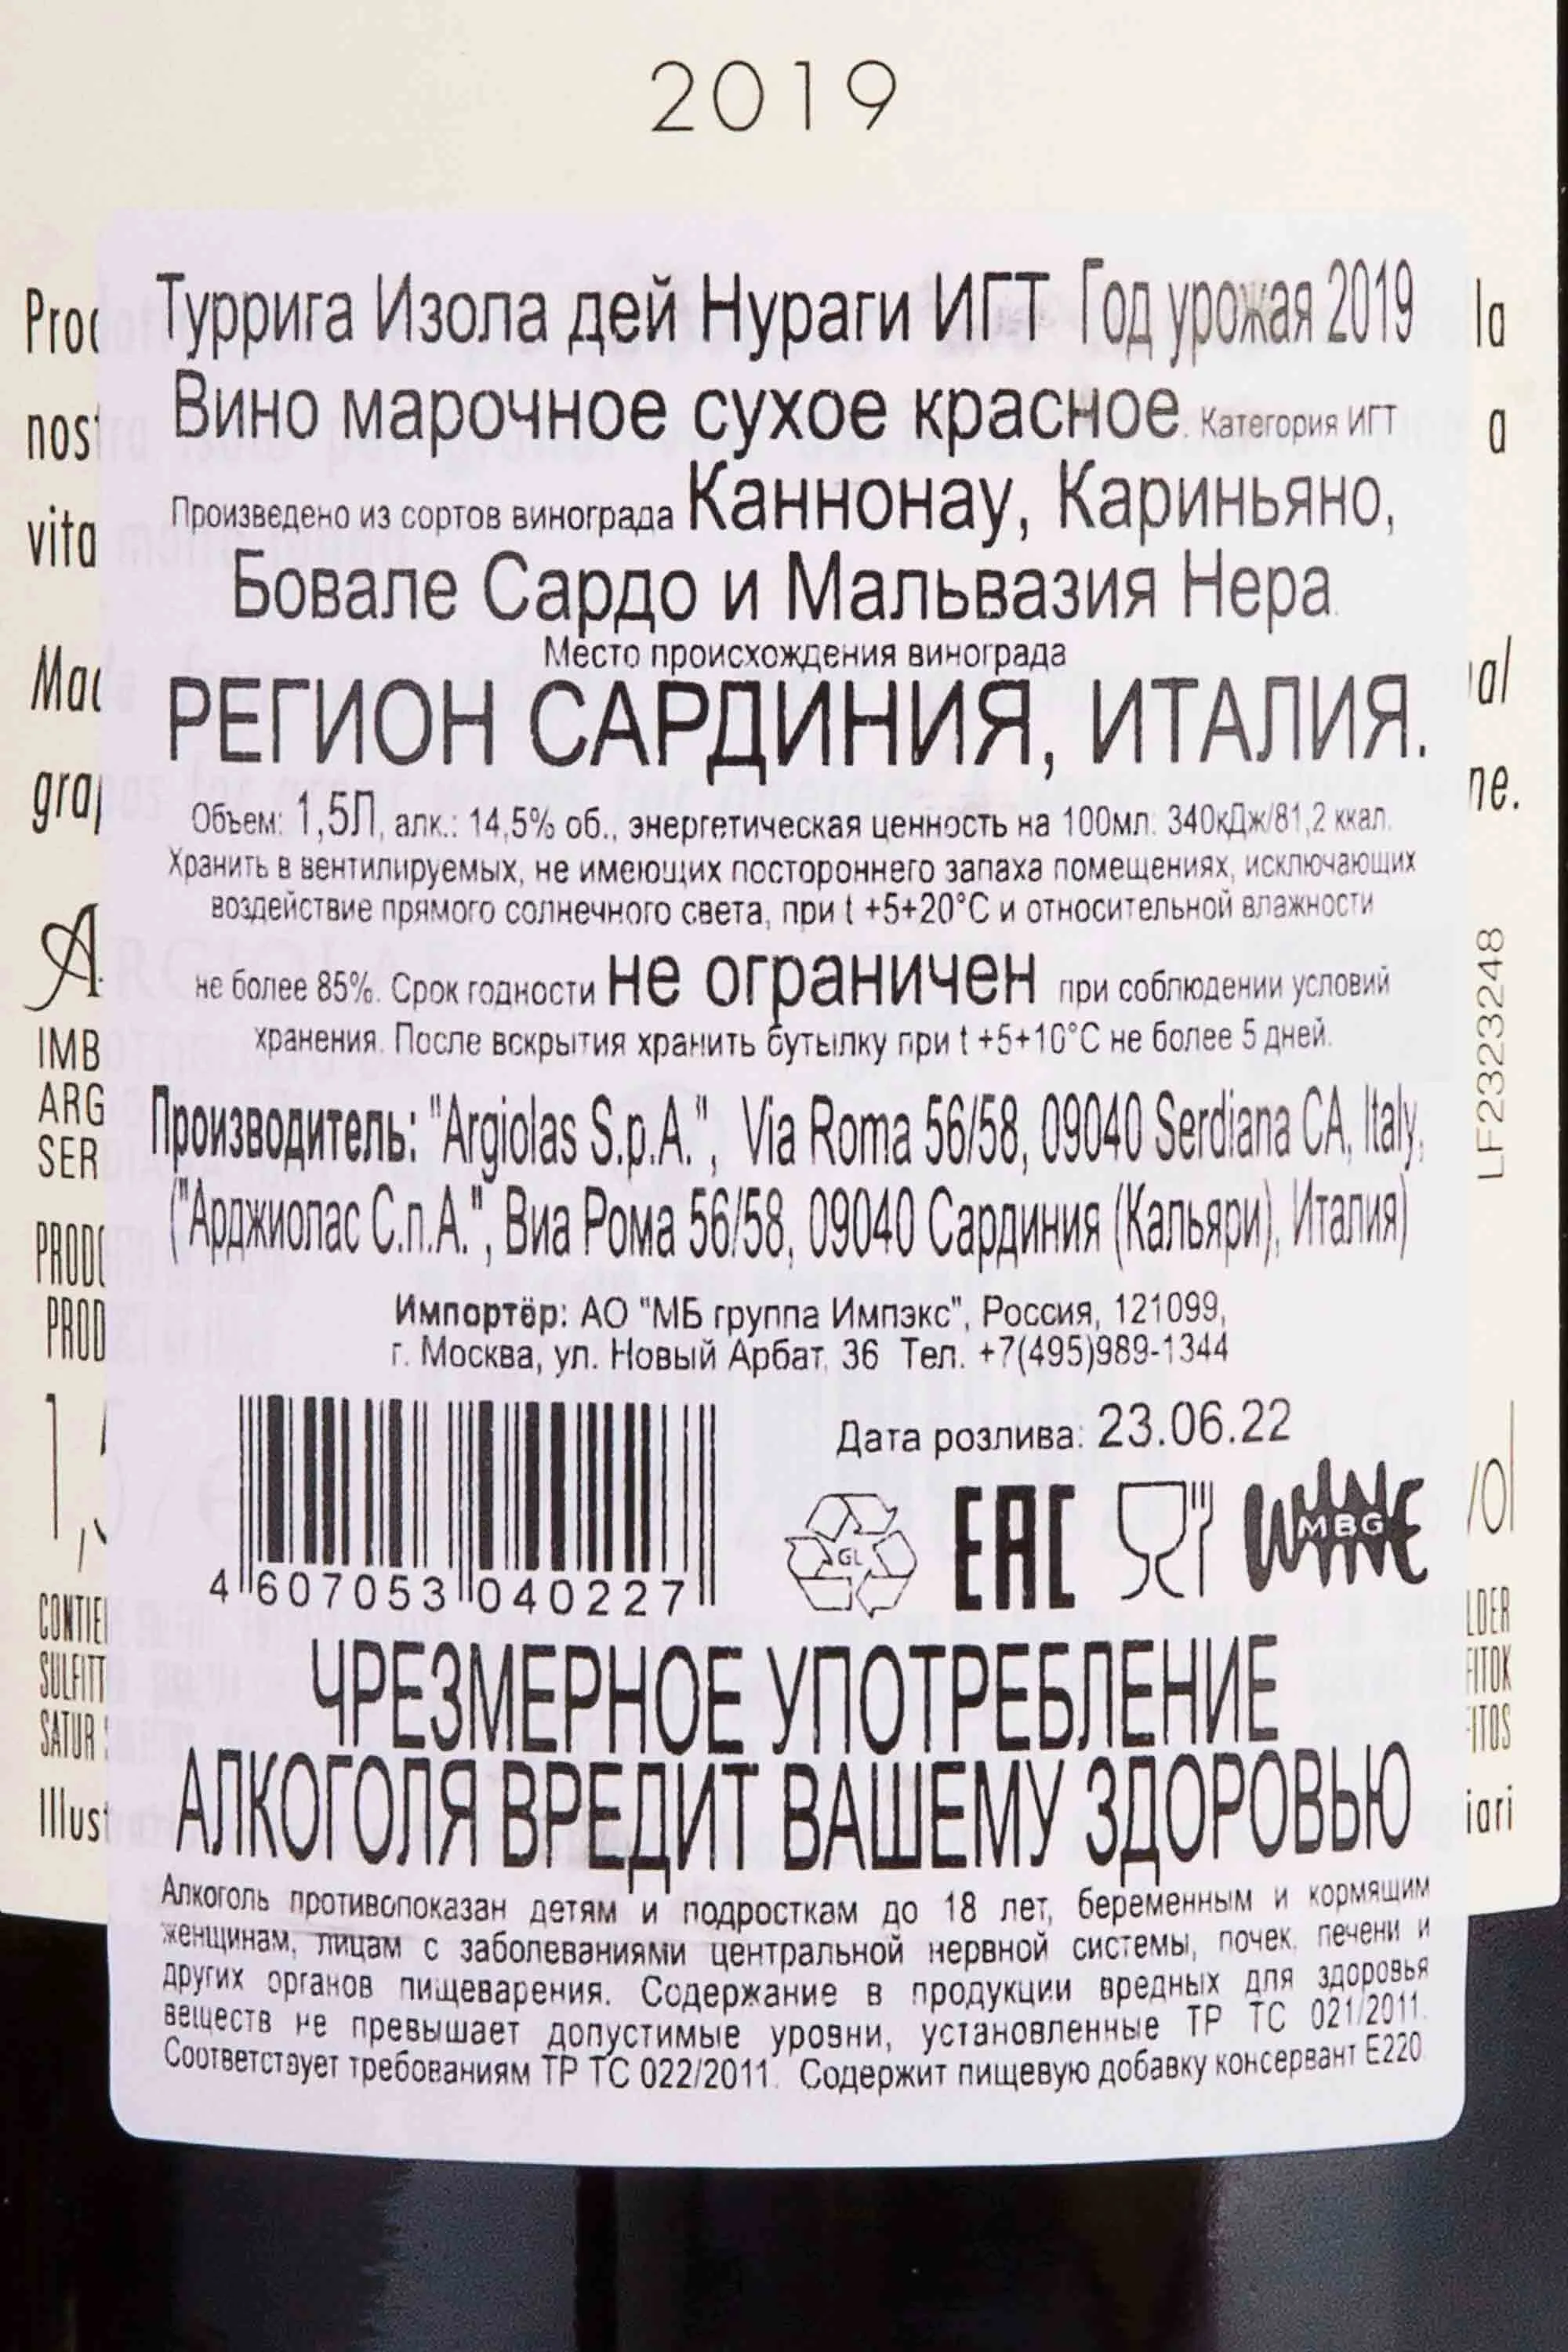 2019
Туррига Изола дей Нураги ИГТ Год урожая 2019
Вино марочное сухое красное. Категория ИГТ
Произведено из сортов винограда Каннонау, Кариньяно,
Бовале Сардо и Мальвазия Нера.
Место происхождения винограда
РЕГИОН САРДИНИЯ, ИТАЛИЯ.
Объем: 1,5Л, алк.: 14,5% об., энергетическая ценность на 100мл: 340кДж/81,2 ккал.
Хранить в вентилируемых, не имеющих постороннего запаха помещениях, исключающих
воздействие прямого солнечного света, при t +5+20°C и относительной влажности
не более 85%. Срок годности не ограничен при соблюдении условий
хранения. После вскрытия хранить бутылку при t +5+10°C не более 5 дней.
Производитель: "Argiolas S.p.A.", Via Roma 56/58, 09040 Serdiana CA, Italy,
("Арджиолас С.п.А.", Виа Рома 56/58, 09040 Сардиния (Кальяри), Италия)
Импортёр: АО "МБ группа Импэкс", Россия, 121099,
г. Москва, ул. Новый Арбат, 36 Тел. +7(495)989-1344
Дата розлива: 23.06.22
GL EAC WINE MBG
4 607053 040227
ЧРЕЗМЕРНОЕ УПОТРЕБЛЕНИЕ
АЛКОГОЛЯ ВРЕДИТ ВАШЕМУ ЗДОРОВЬЮ
Алкоголь противопоказан детям и подросткам до 18 лет, беременным и кормящим
женщинам, лицам с заболеваниями центральной нервной системы, почек, печени и
других органов пищеварения. Содержание в продукции вредных для здоровья
веществ не превышает допустимые уровни, установленные ТР ТС 021/2011.
Соответствует требованиям ТР ТС 022/2011. Содержит пищевую добавку консервант Е220.
LF2323248